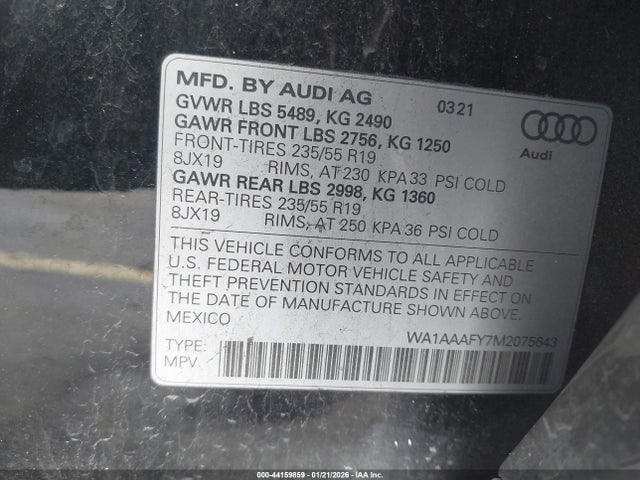 MFD. BY AUDI AG 0321
GVWR LBS 5489, KG 2490
GAWR FRONT LBS 2756, KG 1250
FRONT-TIRES 235/55 R19
8JX19 RIMS, AT 230 KPA 33 PSI COLD
GAWR REAR LBS 2998, KG 1360
REAR-TIRES 235/55 R19
8JX19 RIMS, AT 250 KPA 36 PSI COLD
Audi
THIS VEHICLE CONFORMS TO ALL APPLICABLE
U.S. FEDERAL MOTOR VEHICLE SAFETY AND
THEFT PREVENTION STANDARDS IN EFFECT ON
THE DATE OF MANUFACTURE SHOWN ABOVE.
MEXICO
WA1AAAFY7M2075643
TYPE:
MPV
000-44159859 01/21/2026 IAA Inc.